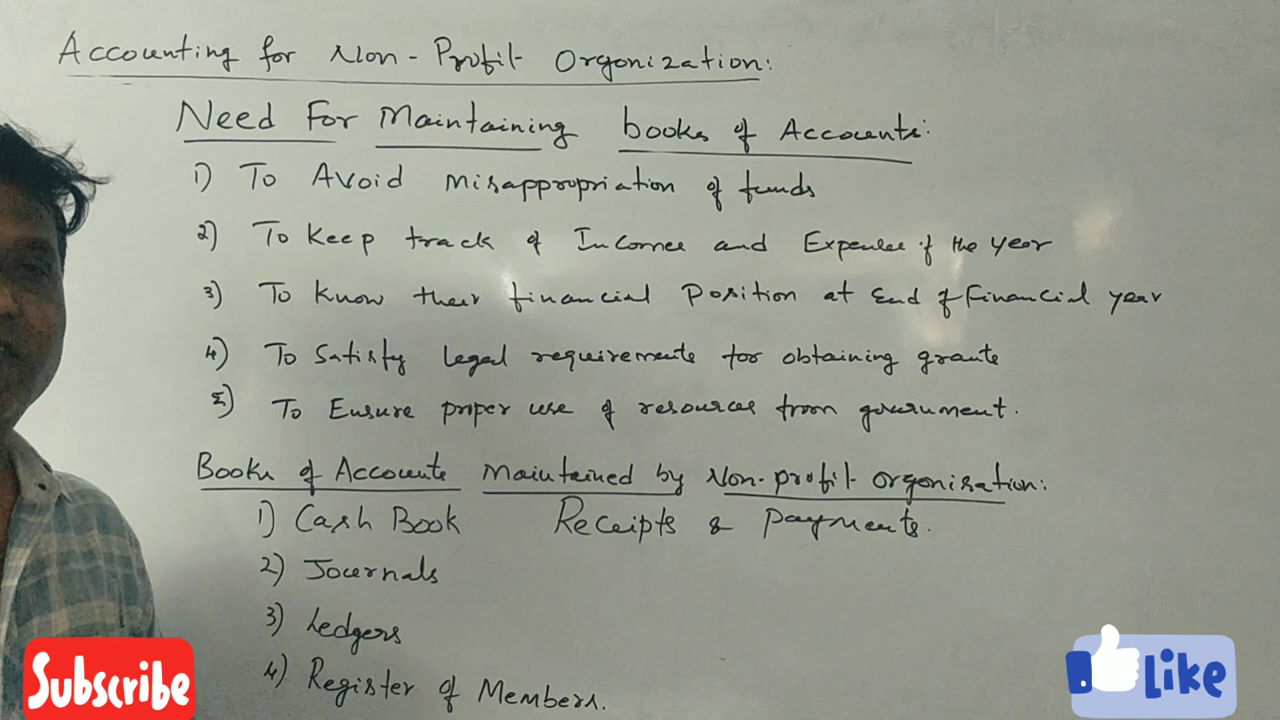 Accounting for Non-Profit Orgonization:
Need For Maintaining books of Accounts:
1) To Avoid Misappropriation of funds
2) To Keep track of Incomes and Expenses of the year
3) To Know their financial Position at End of Financial year
4) To Satisfy Legal requirements for obtaining grants
5) To Ensure proper use of resources from government.
Books of Accounts Maintained by Non-profit orgonisation:
1) Cash Book Receipts & payments.
2) Journals
3) Ledgers
4) Register of Members.
Subscribe
Like